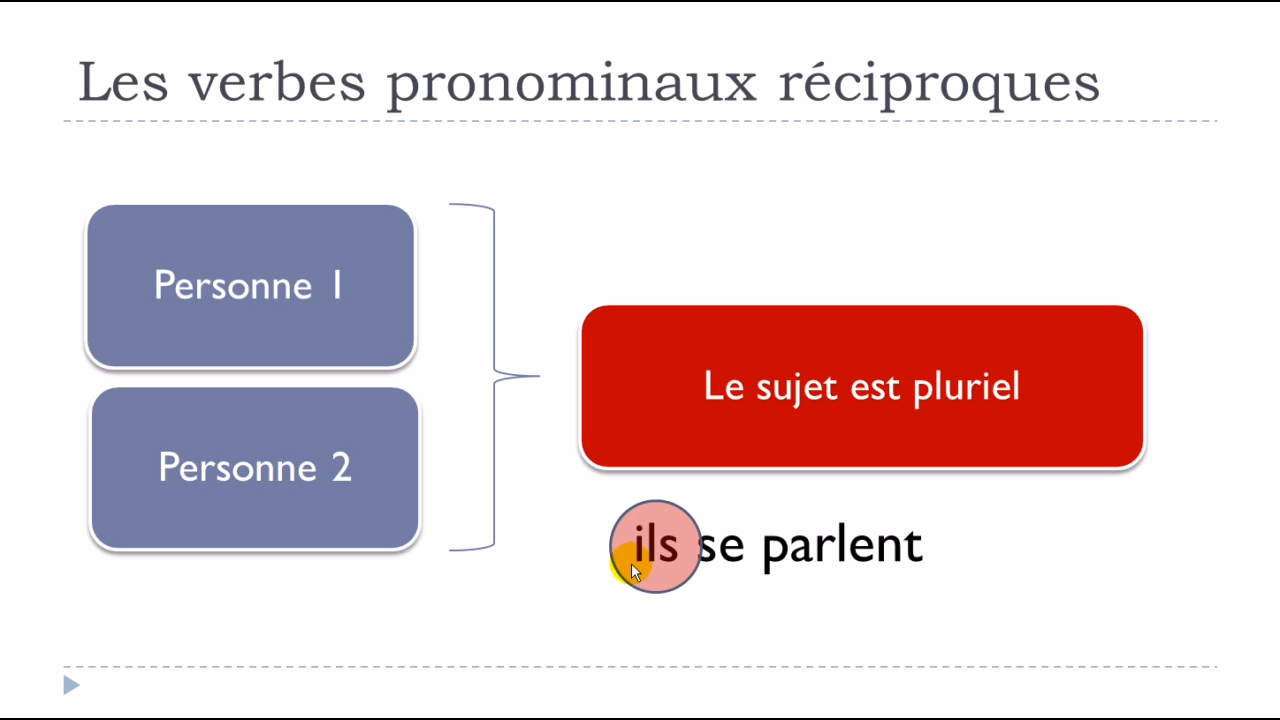 Les verbes pronominaux réciproques
Personne 1
Personne 2
Le sujet est pluriel
ils se parlent